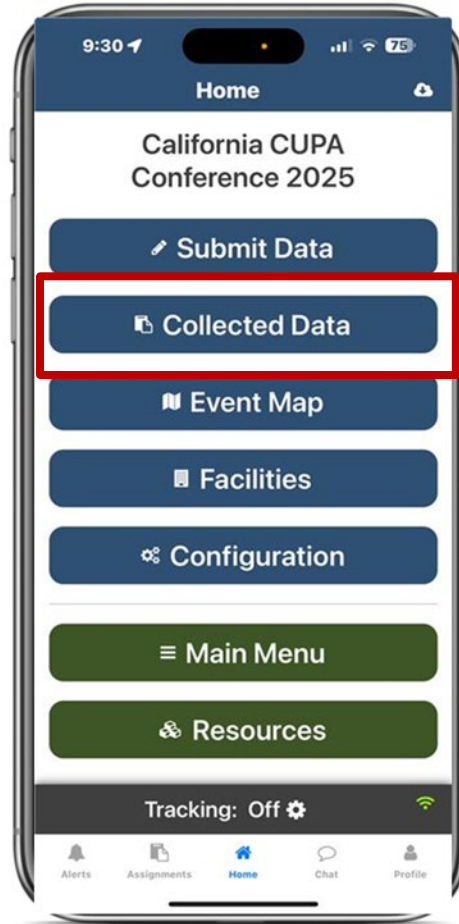 9:30
75
Home
California CUPA
Conference 2025
Submit Data
Collected Data
Event Map
Facilities
Configuration
Main Menu
Resources
Tracking: Off
Alerts
Assignments
Home
Chat
Profile